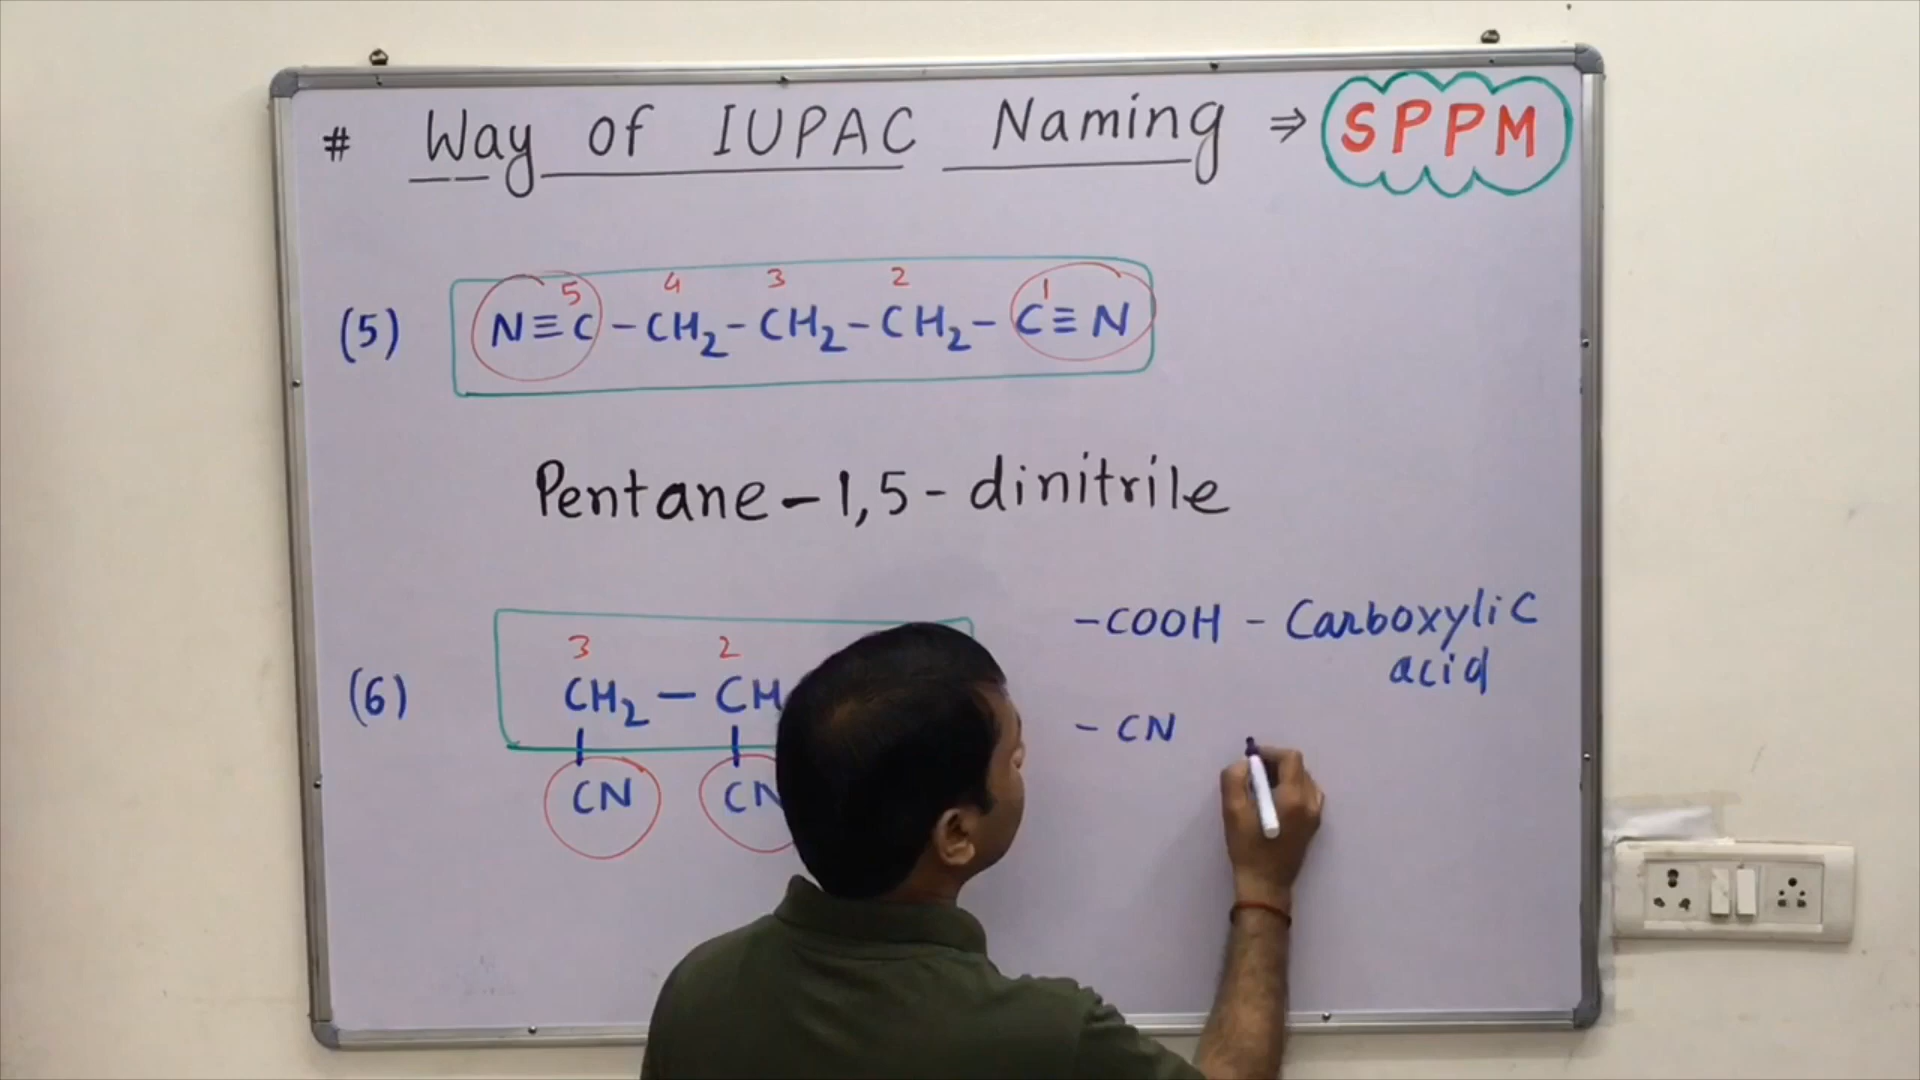 # Way of IUPAC Naming ⇒ SPPM
5 4 3 2 1
(5) N≡C-CH₂-CH₂-CH₂-C≡N
Pentane-1,5-dinitrile
3 2
(6) CH₂ - CH
CN CN
-COOH - Carboxylic
acid
- CN